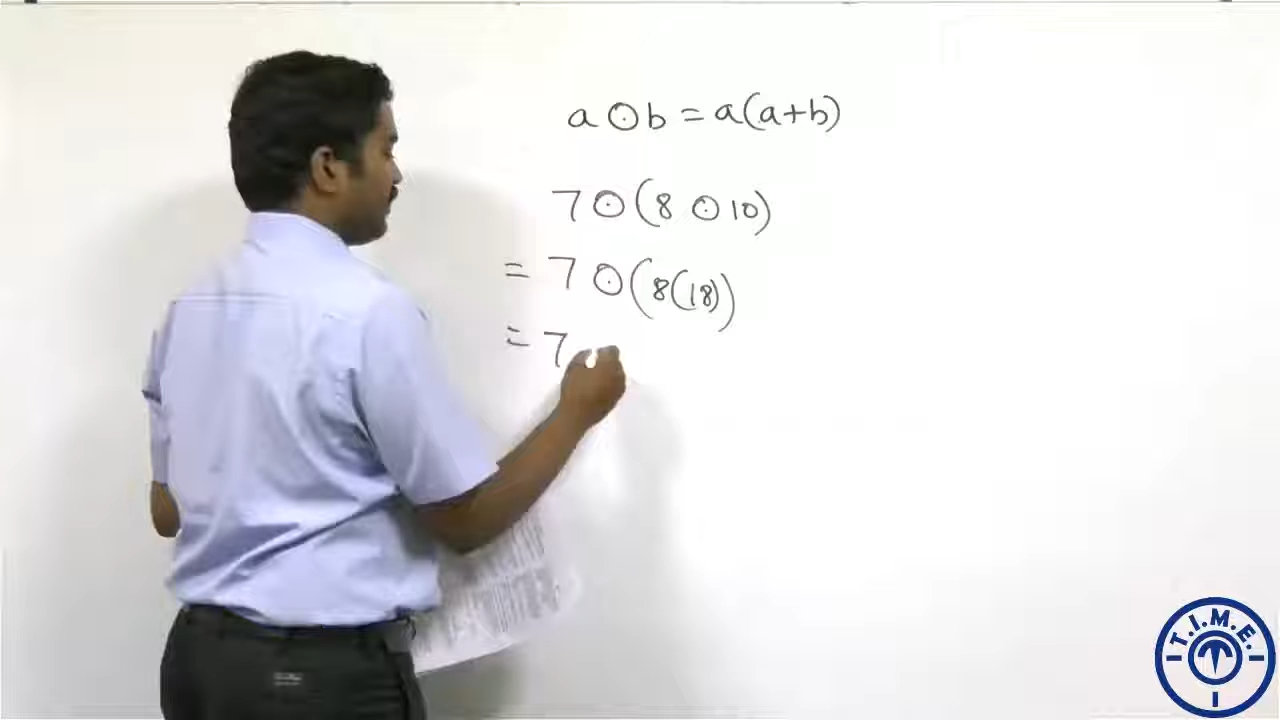 a⊙b = a(a+b)
7⊙(8⊙10)
= 7⊙(8(18))
= 7
T.I.M.E.